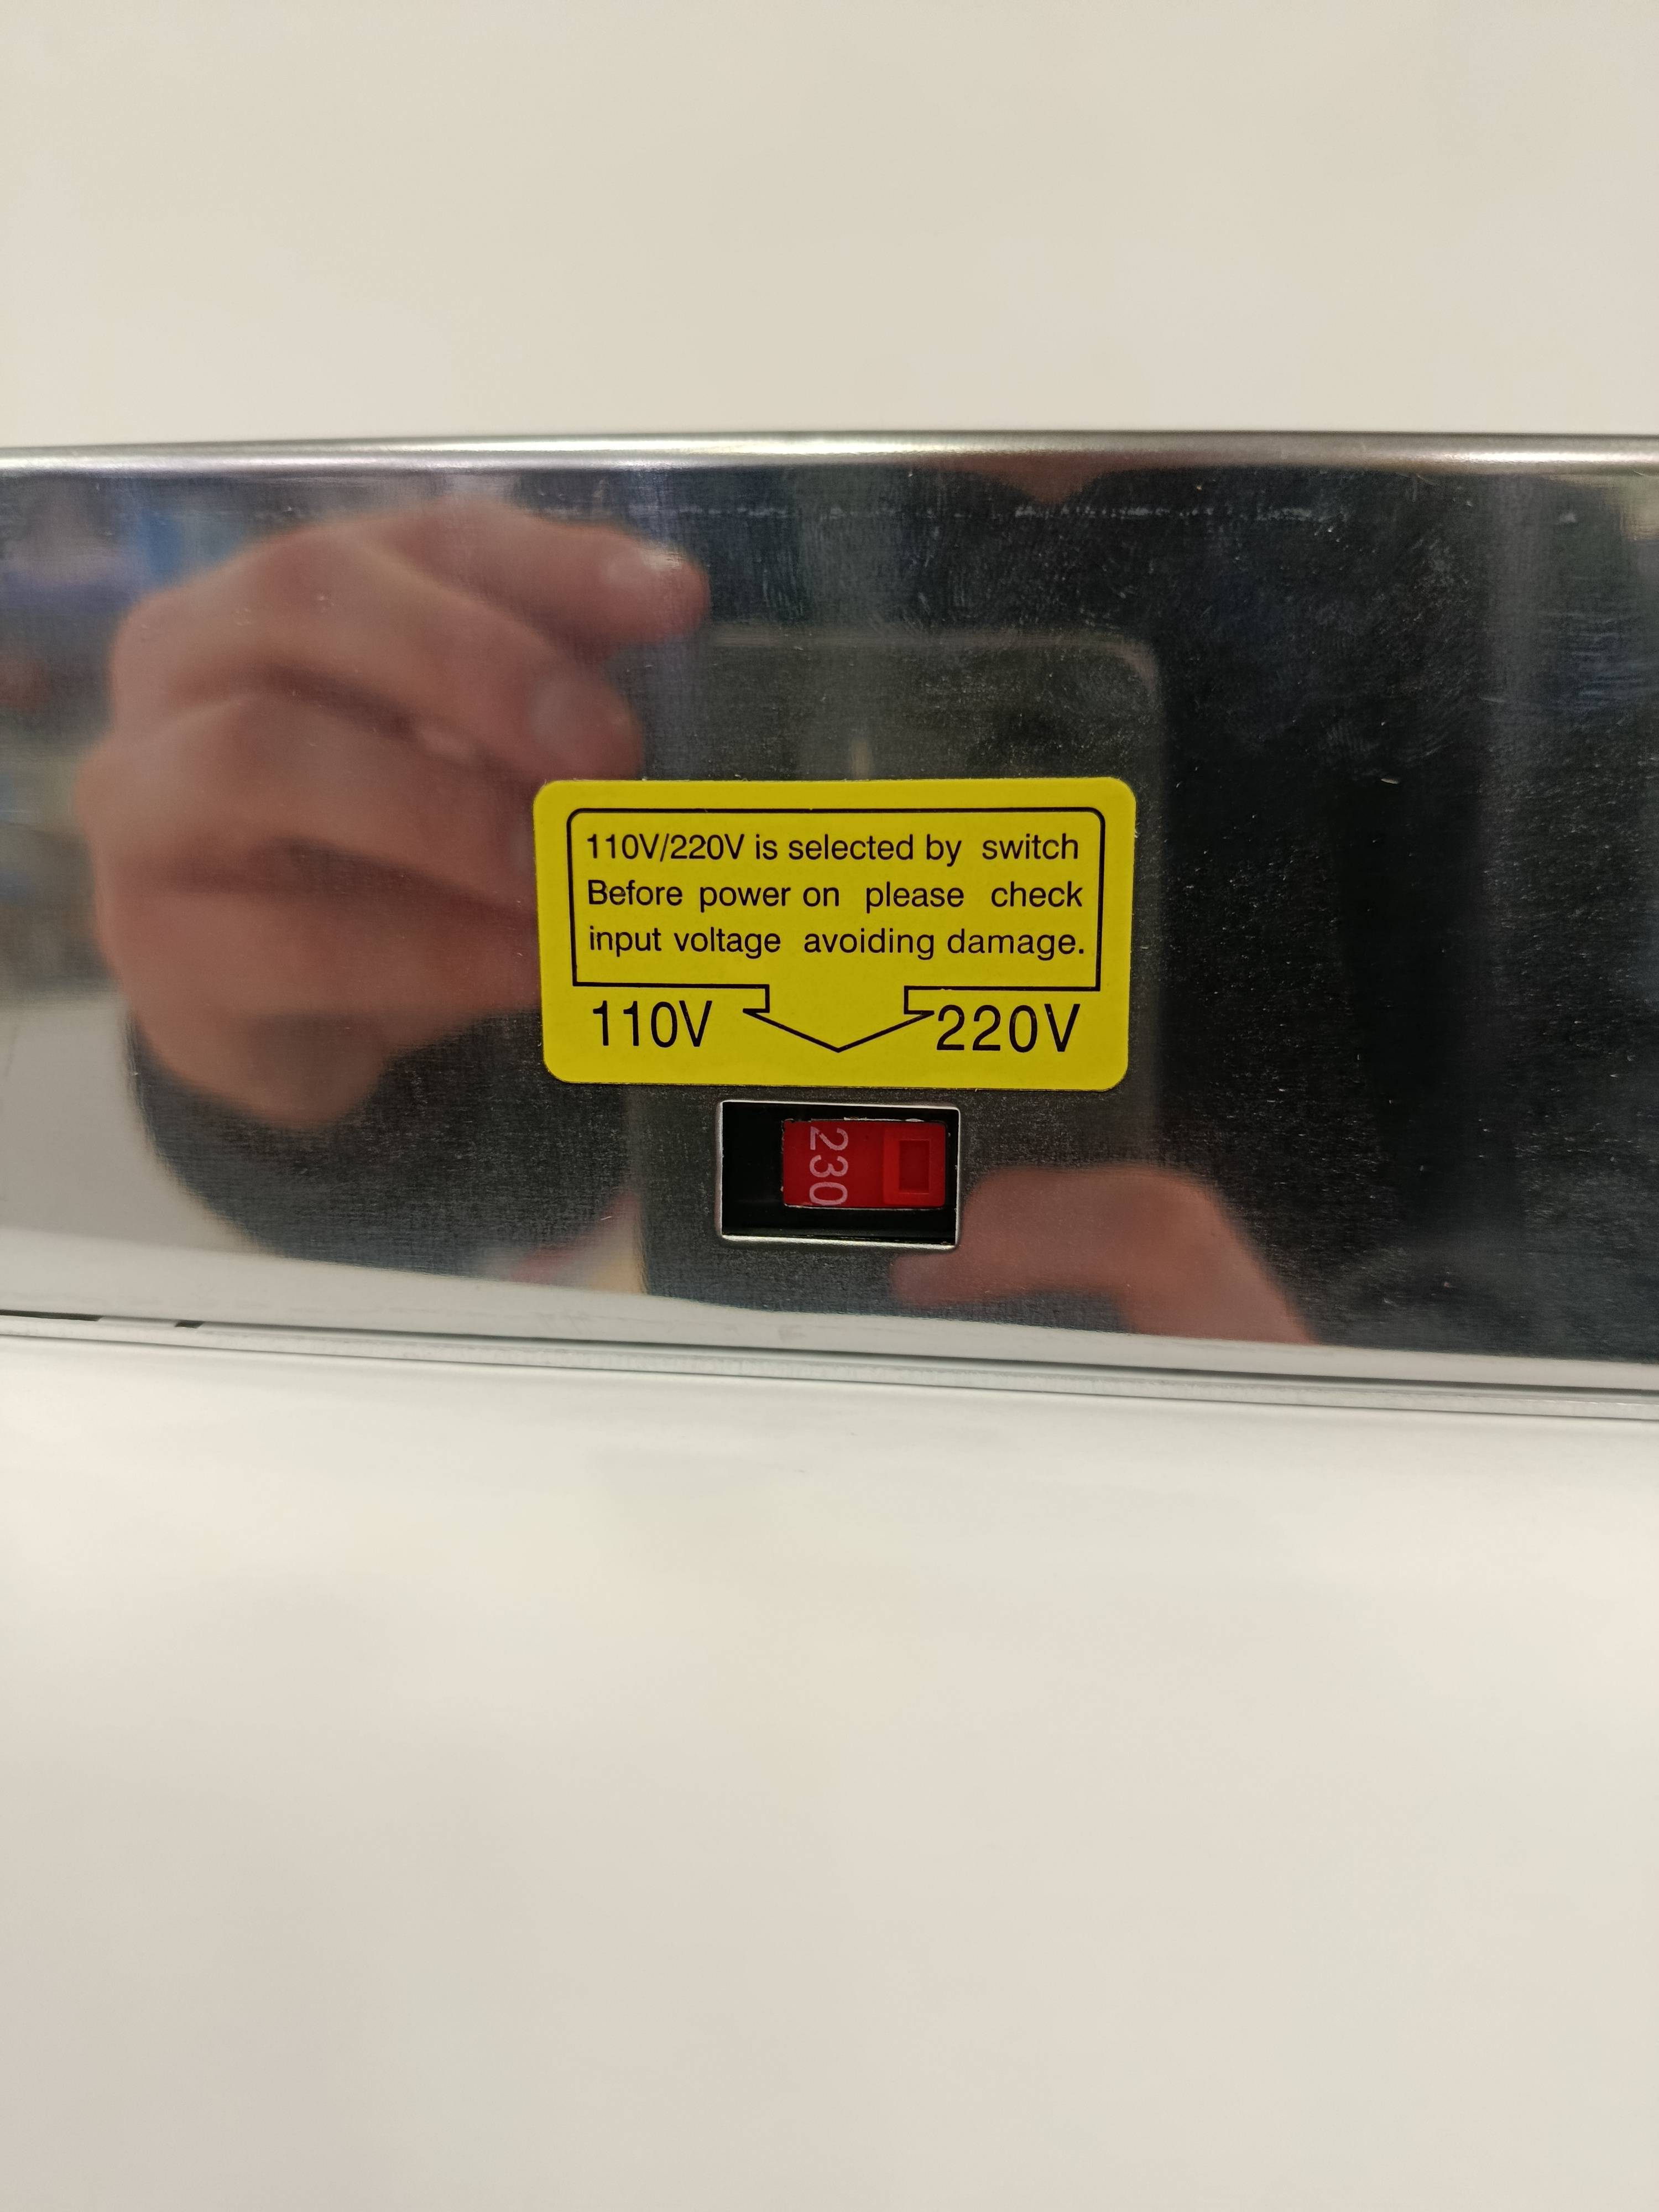 110V/220V is selected by switch
Before power on please check
input voltage avoiding damage.
110V 220V
230